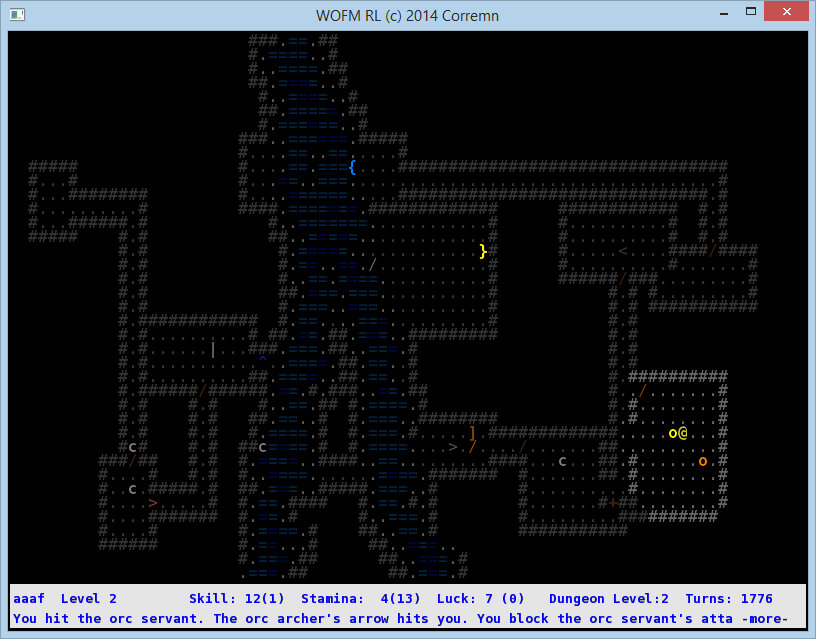 WOFM RL (c) 2014 Corremn
aaaf Level 2 Skill: 12(1) Stamina: 4(13) Luck: 7 (0) Dungeon Level:2 Turns: 1776
You hit the orc servant. The orc archer's arrow hits you. You block the orc servant's atta -more-